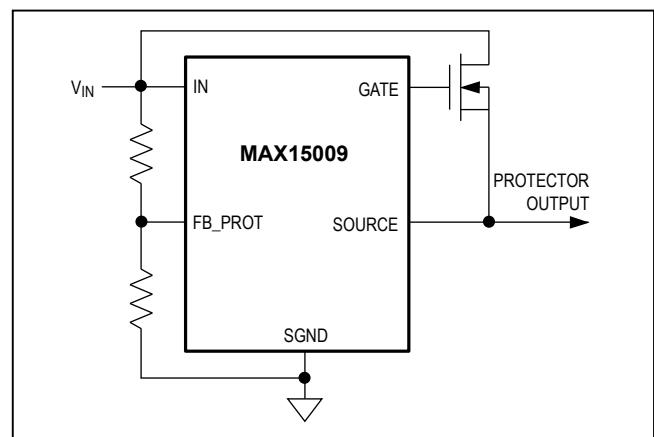 V_IN
IN
GATE
MAX15009
PROTECTOR
OUTPUT
FB_PROT
SOURCE
SGND